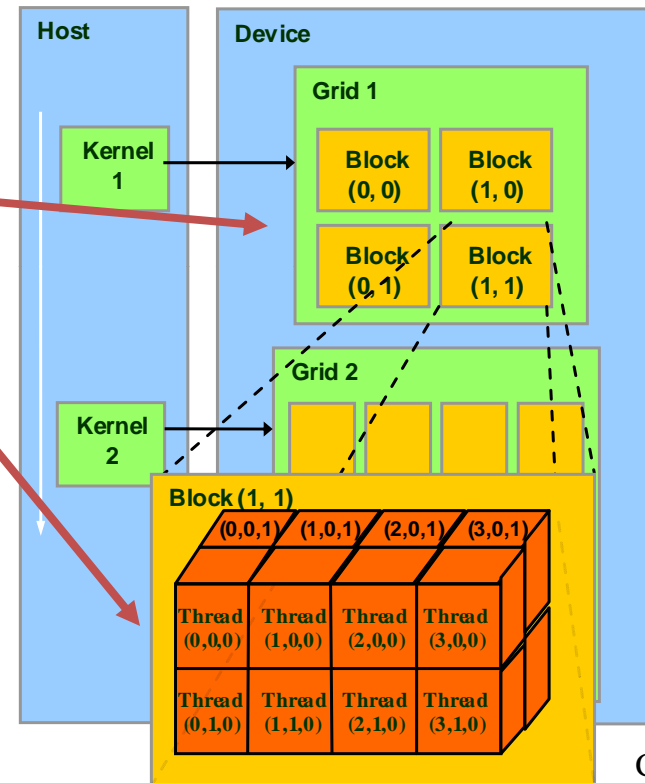 Host
Device
Grid 1
Kernel
1
Block
(0, 0)
Block
(1, 0)
Block
(0, 1)
Block
(1, 1)
Grid 2
Kernel
2
Block (1, 1)
(0,0,1) (1,0,1) (2,0,1) (3,0,1)
Thread
(0,0,0)
Thread
(1,0,0)
Thread
(2,0,0)
Thread
(3,0,0)
Thread
(0,1,0)
Thread
(1,1,0)
Thread
(2,1,0)
Thread
(3,1,0)